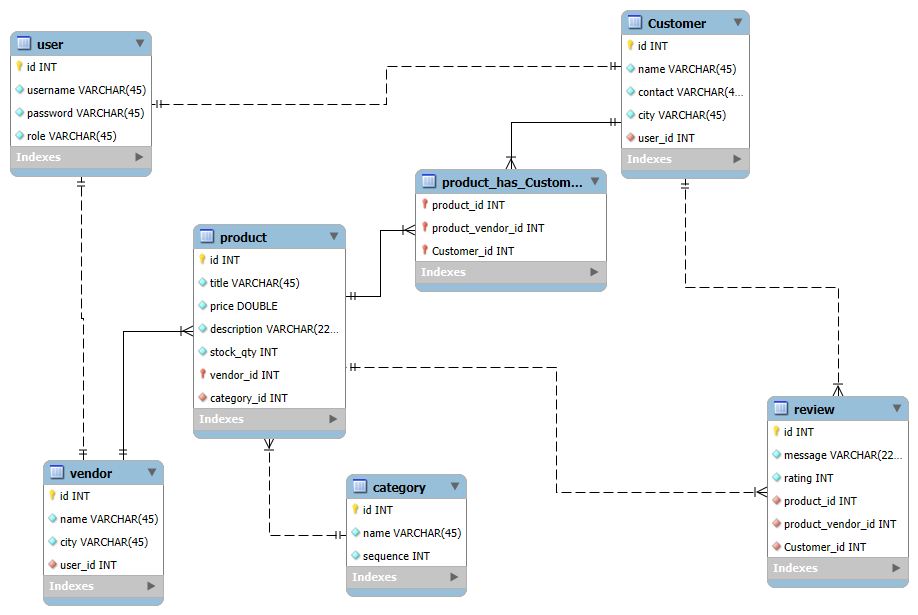 user
id INT
username VARCHAR(45)
password VARCHAR(45)
role VARCHAR(45)
Indexes
Customer
id INT
name VARCHAR(45)
contact VARCHAR(4...
city VARCHAR(45)
user_id INT
Indexes
product_has_Custom...
product_id INT
product_vendor_id INT
Customer_id INT
Indexes
product
id INT
title VARCHAR(45)
price DOUBLE
description VARCHAR(22...
stock_qty INT
vendor_id INT
category_id INT
Indexes
vendor
id INT
name VARCHAR(45)
city VARCHAR(45)
user_id INT
Indexes
category
id INT
name VARCHAR(45)
sequence INT
Indexes
review
id INT
message VARCHAR(22...
rating INT
product_id INT
product_vendor_id INT
Customer_id INT
Indexes